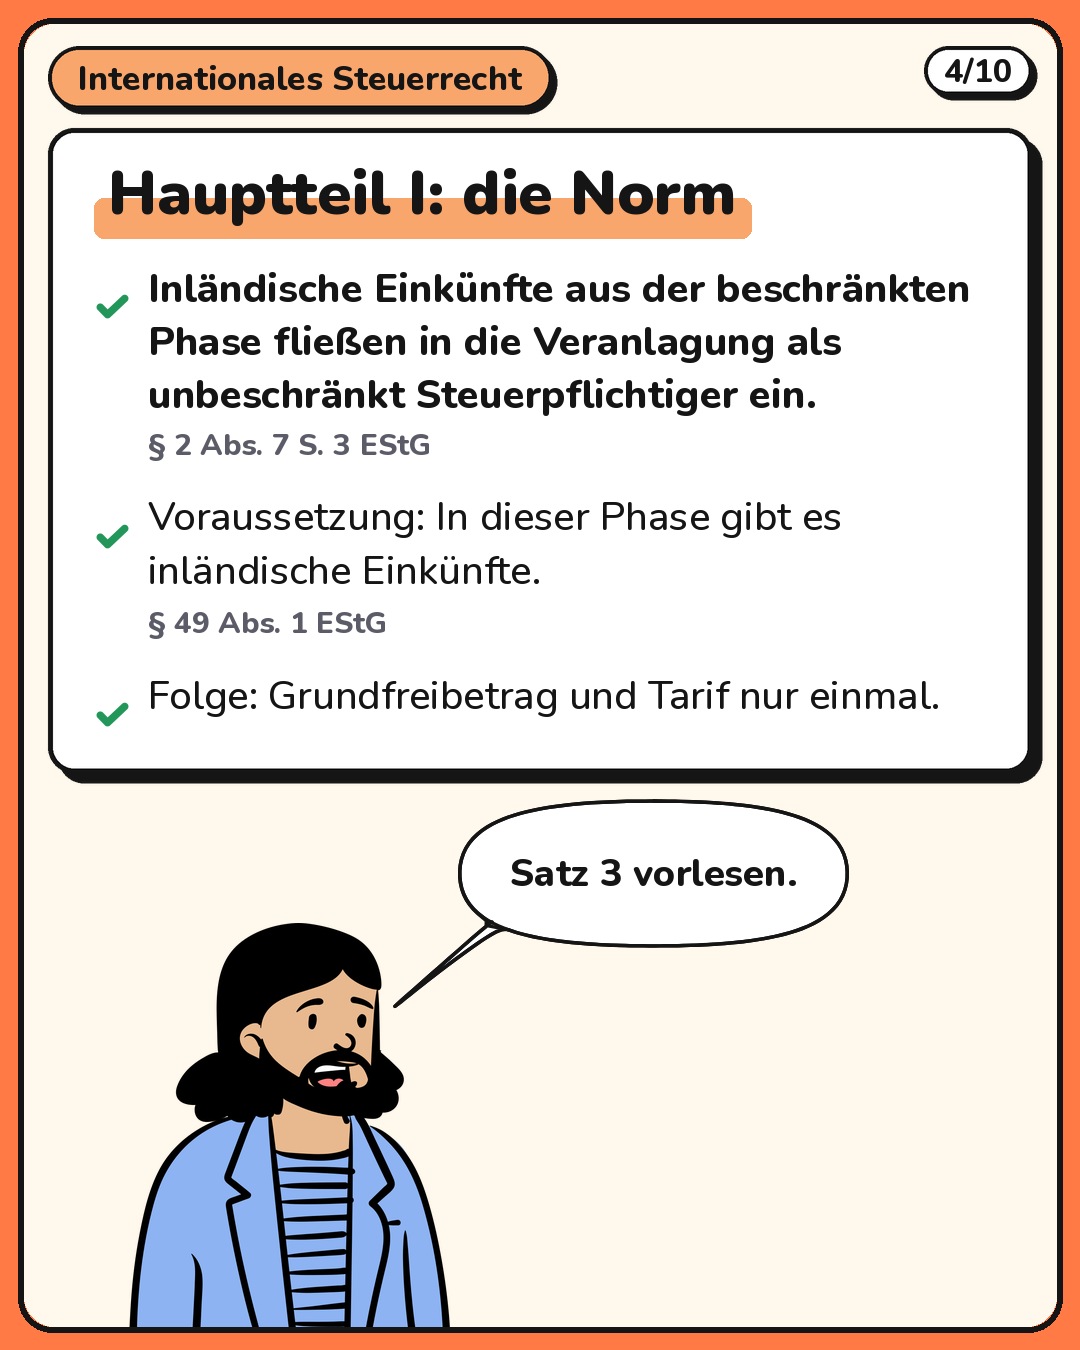 Internationales Steuerrecht
4/10
Hauptteil I: die Norm
Inländische Einkünfte aus der beschränkten
Phase fließen in die Veranlagung als
unbeschränkt Steuerpflichtiger ein.
§ 2 Abs. 7 S. 3 EStG
Voraussetzung: In dieser Phase gibt es
inländische Einkünfte.
§ 49 Abs. 1 EStG
Folge: Grundfreibetrag und Tarif nur einmal.
Satz 3 vorlesen.